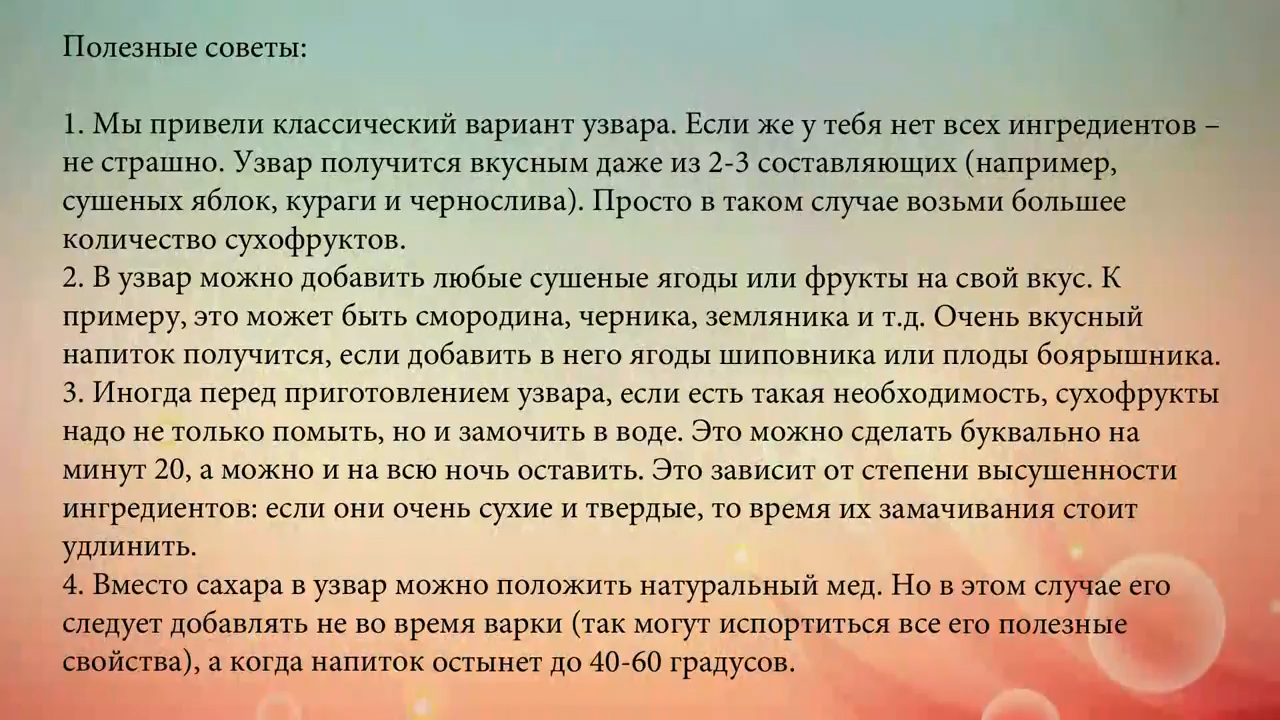 Полезные советы:
1. Мы привели классический вариант узвара. Если же у тебя нет всех ингредиентов –
не страшно. Узвар получится вкусным даже из 2-3 составляющих (например,
сушеных яблок, кураги и чернослива). Просто в таком случае возьми большее
количество сухофруктов.
2. В узвар можно добавить любые сушеные ягоды или фрукты на свой вкус. К
примеру, это может быть смородина, черника, земляника и т.д. Очень вкусный
напиток получится, если добавить в него ягоды шиповника или плоды боярышника.
3. Иногда перед приготовлением узвара, если есть такая необходимость, сухофрукты
надо не только помыть, но и замочить в воде. Это можно сделать буквально на
минут 20, а можно и на всю ночь оставить. Это зависит от степени высушенности
ингредиентов: если они очень сухие и твердые, то время их замачивания стоит
удлинить.
4. Вместо сахара в узвар можно положить натуральный мед. Но в этом случае его
следует добавлять не во время варки (так могут испортиться все его полезные
свойства), а когда напиток остынет до 40-60 градусов.